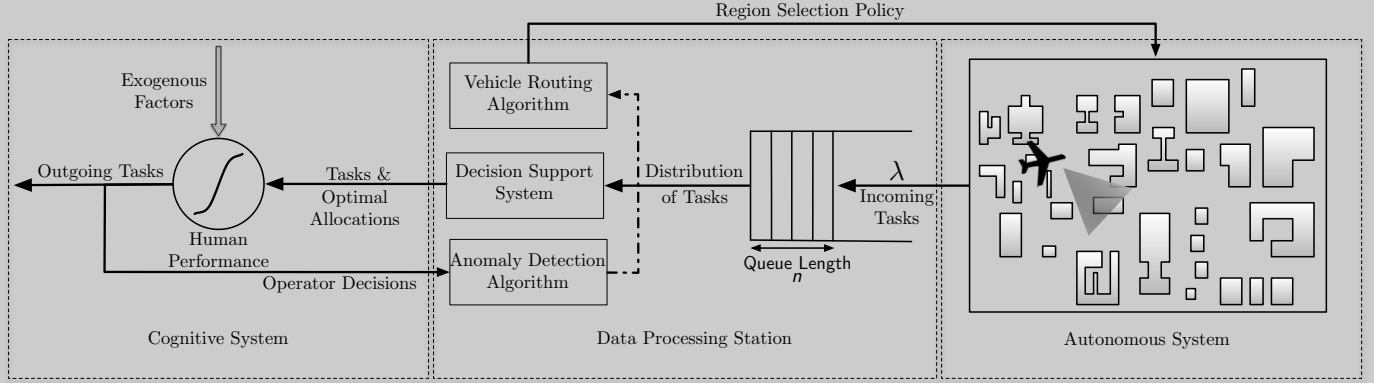 Region Selection Policy
Exogenous
Factors
Outgoing Tasks
Human
Performance
Tasks &
Optimal
Allocations
Operator Decisions
Cognitive System
Vehicle Routing
Algorithm
Decision Support
System
Anomaly Detection
Algorithm
Distribution
of Tasks
Queue Length
n
Data Processing Station
λ
Incoming
Tasks
Autonomous System